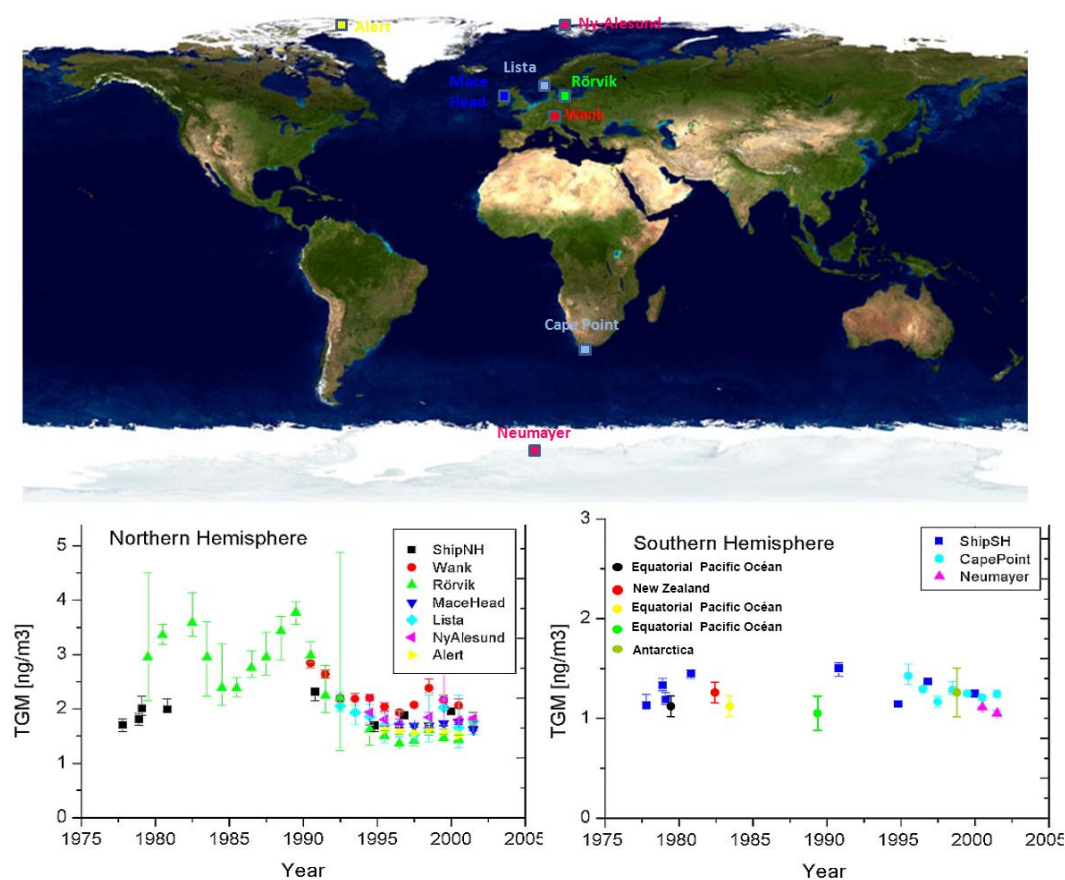 Alert
Ny-Alesund
Lista
Mace
Head
Rörvik
Wank
Cape Point
Neumayer
Northern Hemisphere
ShipNH
Wank
Rörvik
MaceHead
Lista
NyAlesund
Alert
TGM [ng/m3]
5
4
3
2
1
0
1975 1980 1985 1990 1995 2000 2005
Year
Southern Hemisphere
Equatorial Pacific Océan
New Zealand
Equatorial Pacific Océan
Equatorial Pacific Océan
Antarctica
ShipSH
CapePoint
Neumayer
TGM [ng/m3]
3
2
1
0
1975 1980 1985 1990 1995 2000 2005
Year